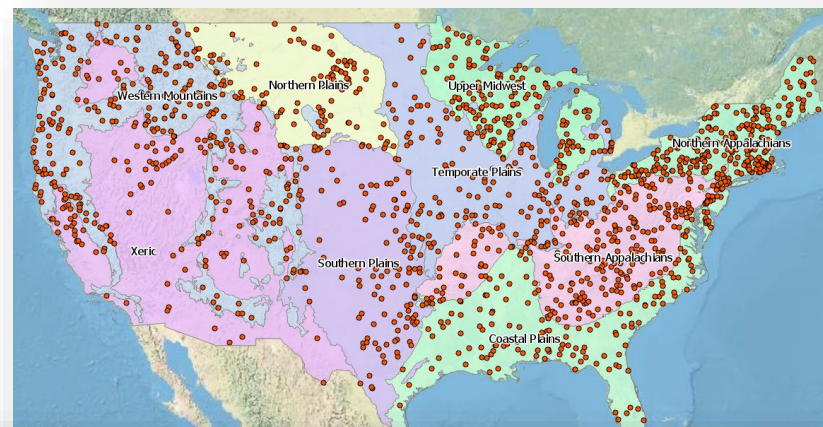 Western Mountains
Northern Plains
Upper Midwest
Northern Appalachians
Temporate Plains
Xeric
Southern Plains
Southern Appalachians
Coastal Plains